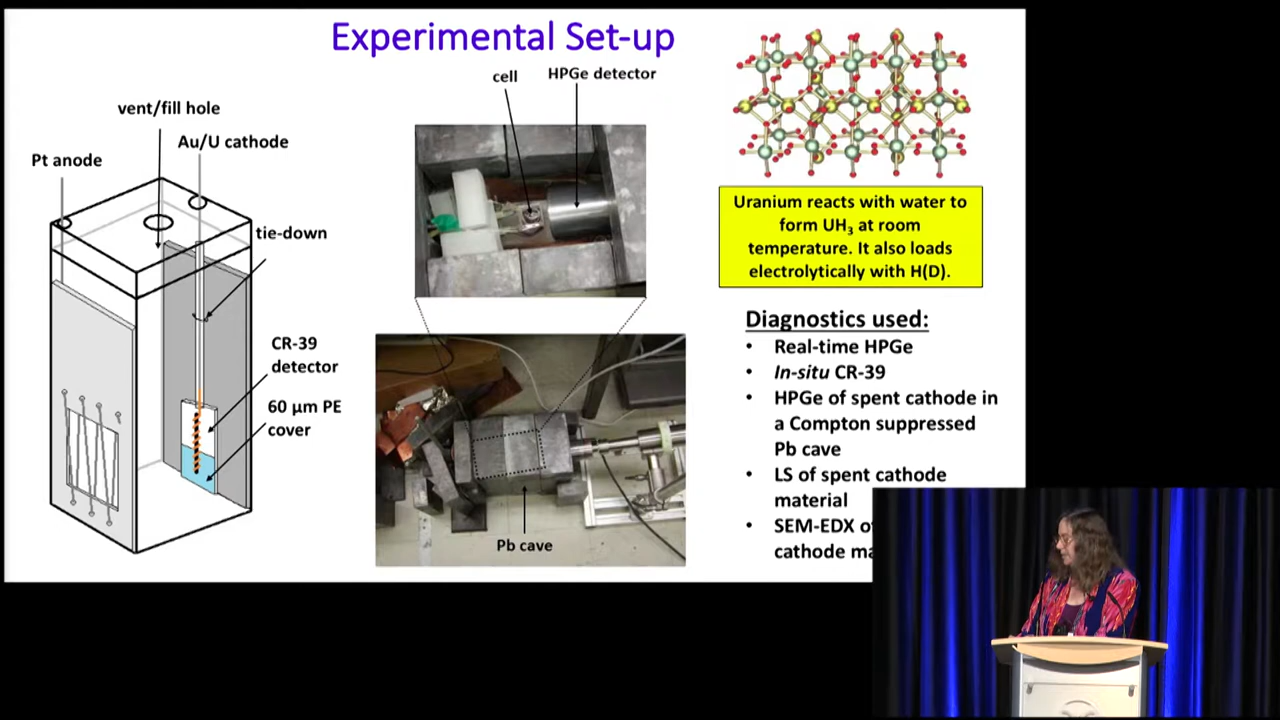 Experimental Set-up
vent/fill hole
Au/U cathode
Pt anode
tie-down
CR-39
detector
60 µm PE
cover
cell
HPGe detector
Pb cave
Uranium reacts with water to
form UH₃ at room
temperature. It also loads
electrolytically with H(D).
Diagnostics used:
• Real-time HPGe
• In-situ CR-39
• HPGe of spent cathode in
a Compton suppressed
Pb cave
• LS of spent cathode
material
• SEM-EDX
cathode